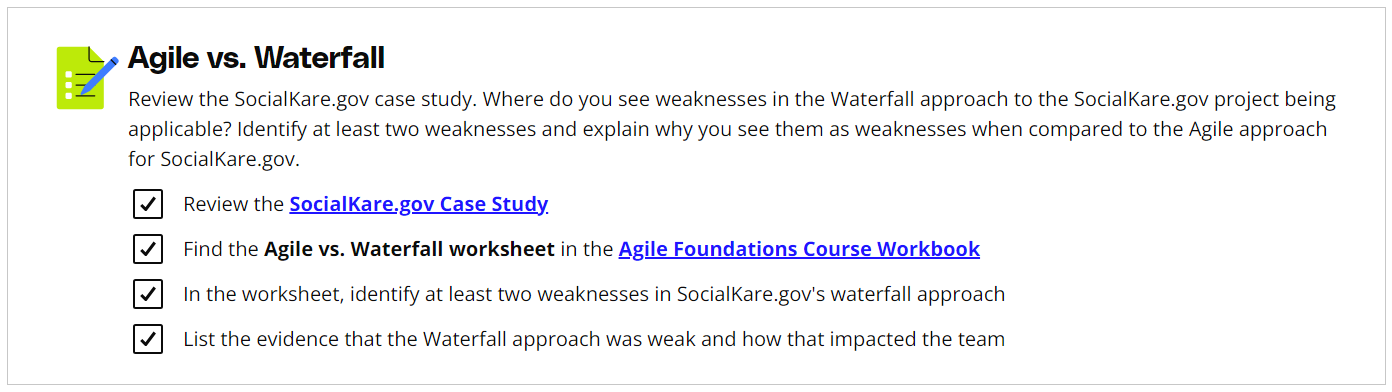 Agile vs. Waterfall
Review the SocialKare.gov case study. Where do you see weaknesses in the Waterfall approach to the SocialKare.gov project being
applicable? Identify at least two weaknesses and explain why you see them as weaknesses when compared to the Agile approach
for SocialKare.gov.
Review the SocialKare.gov Case Study
Find the Agile vs. Waterfall worksheet in the Agile Foundations Course Workbook
In the worksheet, identify at least two weaknesses in SocialKare.gov's waterfall approach
List the evidence that the Waterfall approach was weak and how that impacted the team